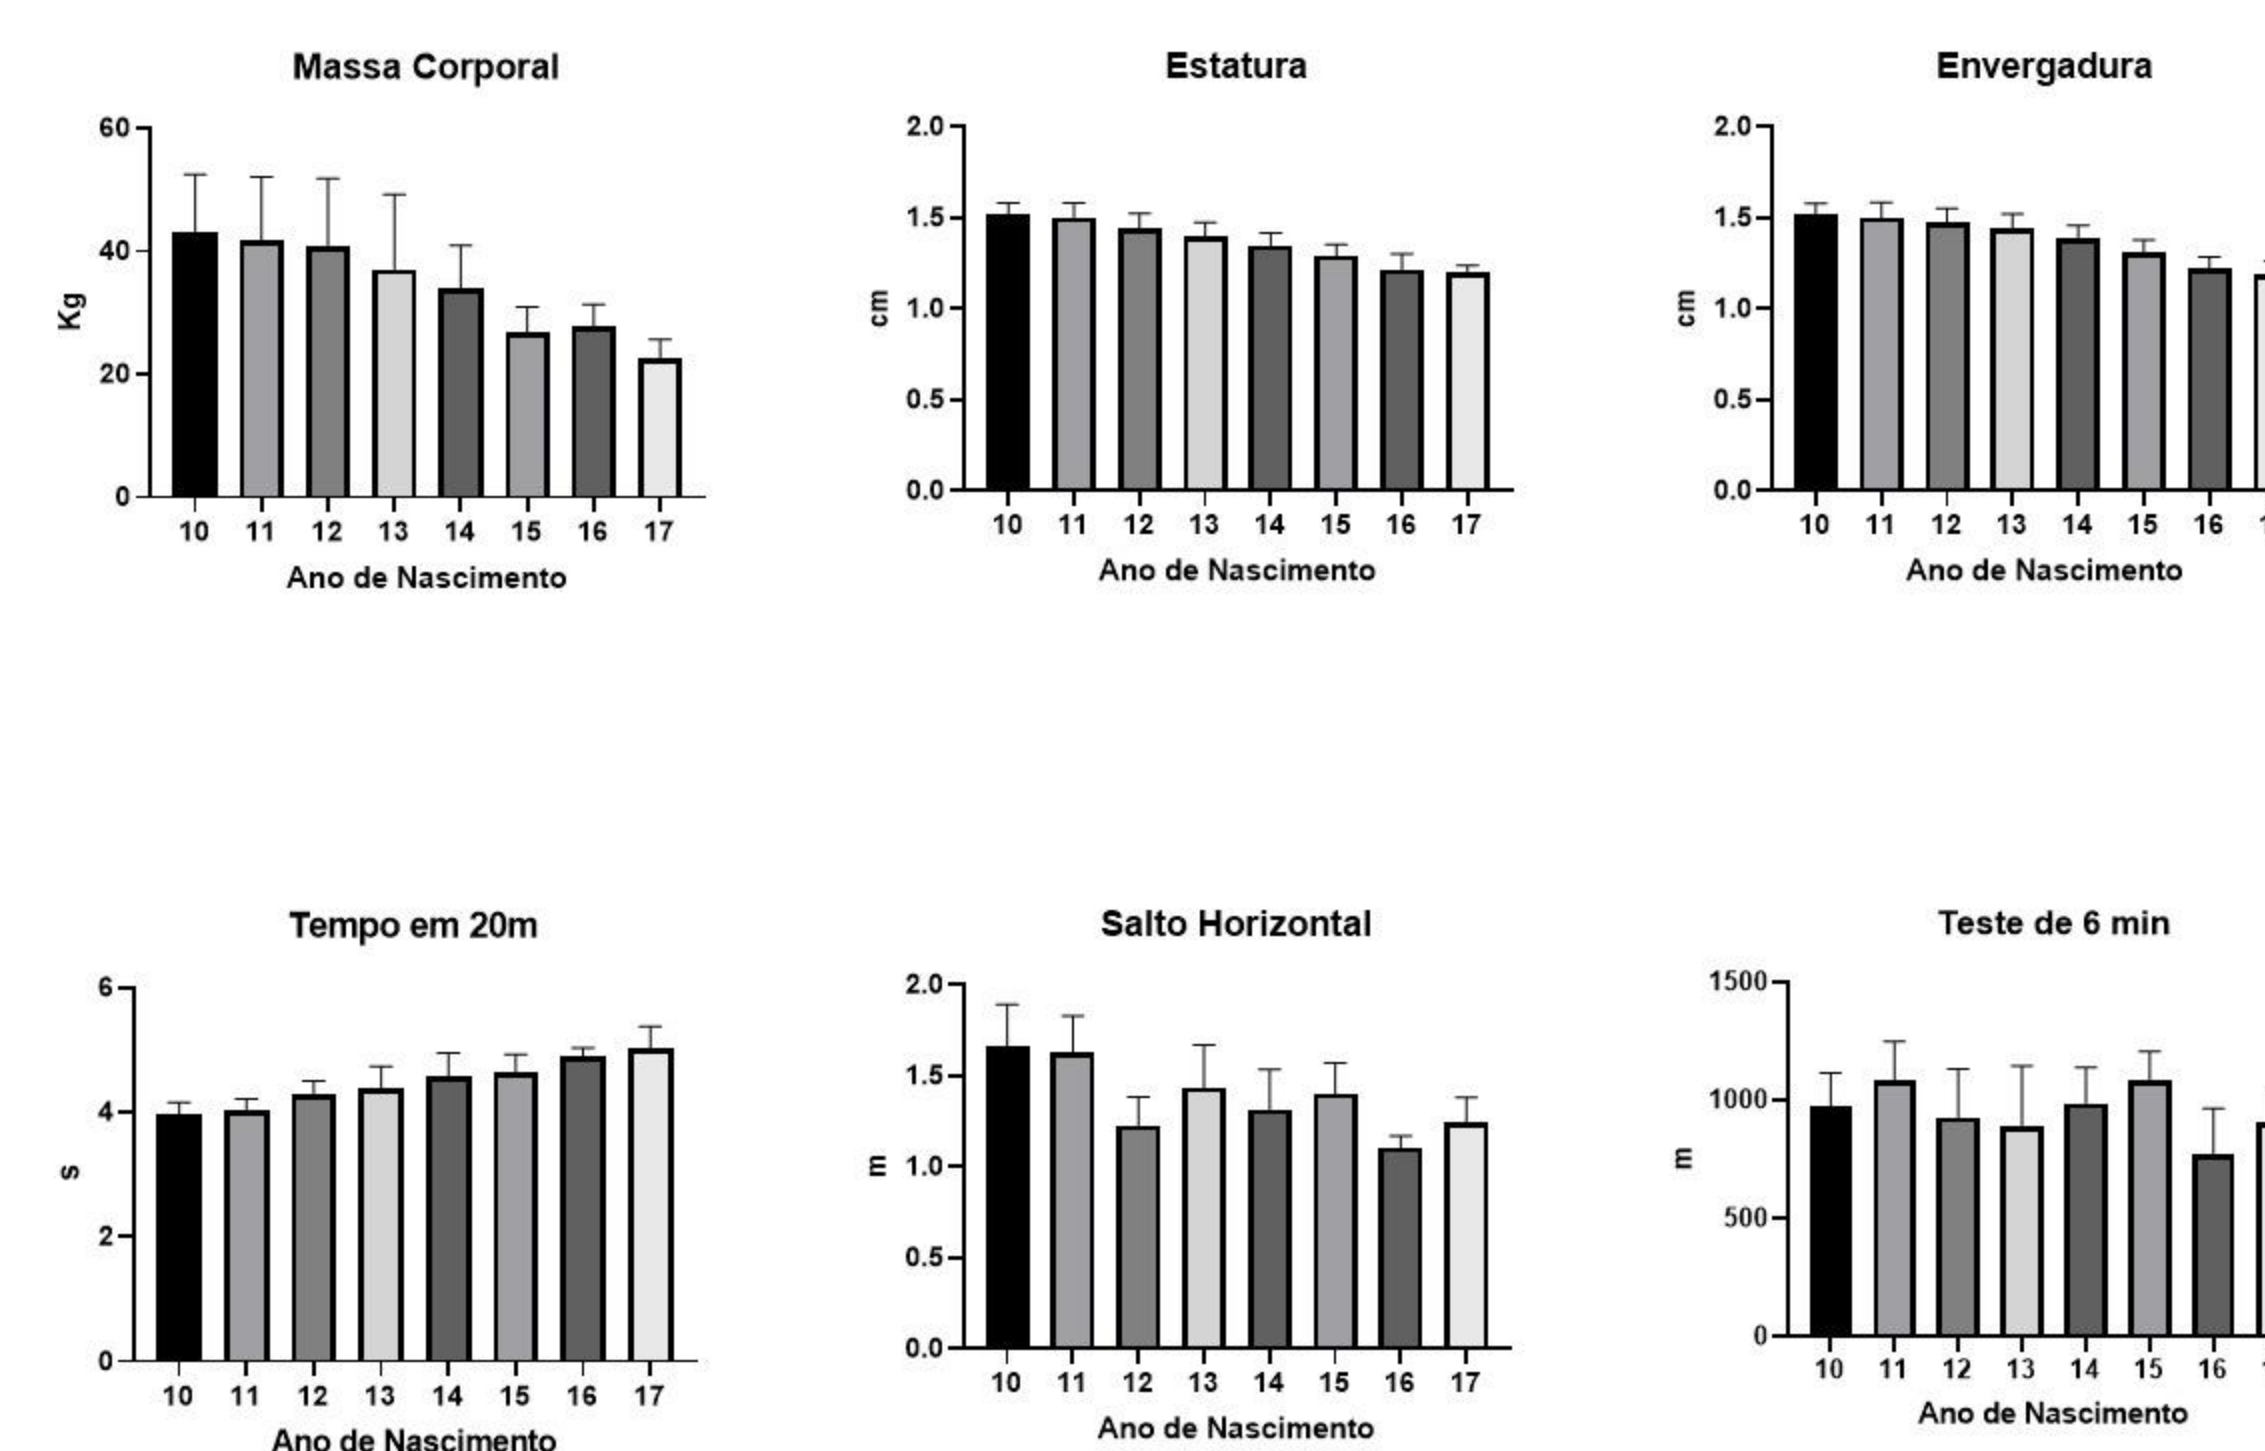 Massa Corporal
60
40
20
0
Kg
10 11 12 13 14 15 16 17
Ano de Nascimento
Estatura
2.0
1.5
1.0
0.5
0.0
cm
10 11 12 13 14 15 16 17
Ano de Nascimento
Envergadura
2.0
1.5
1.0
0.5
0.0
cm
10 11 12 13 14 15 16
Ano de Nascimento
Tempo em 20m
6
4
2
0
s
10 11 12 13 14 15 16 17
Ano de Nascimento
Salto Horizontal
2.0
1.5
1.0
0.5
0.0
m
10 11 12 13 14 15 16 17
Ano de Nascimento
Teste de 6 min
1500
1000
500
0
m
10 11 12 13 14 15 16
Ano de Nascimento